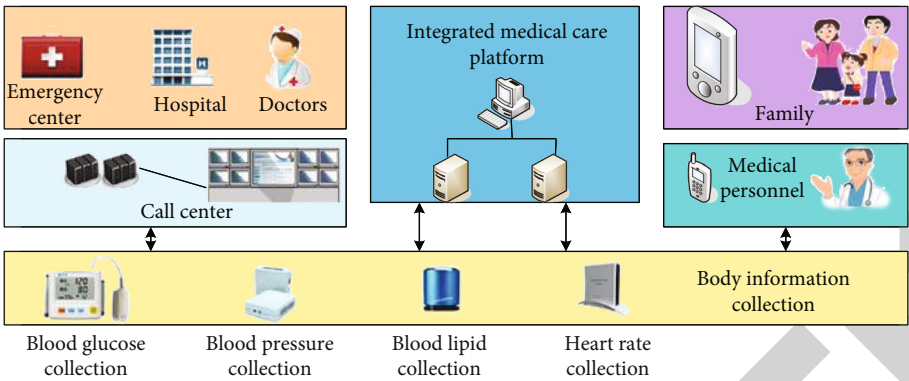 Emergency
center
Hospital
Doctors
Integrated medical care
platform
Family
Call center
Medical
personnel
Body information
collection
Blood glucose
collection
Blood pressure
collection
Blood lipid
collection
Heart rate
collection